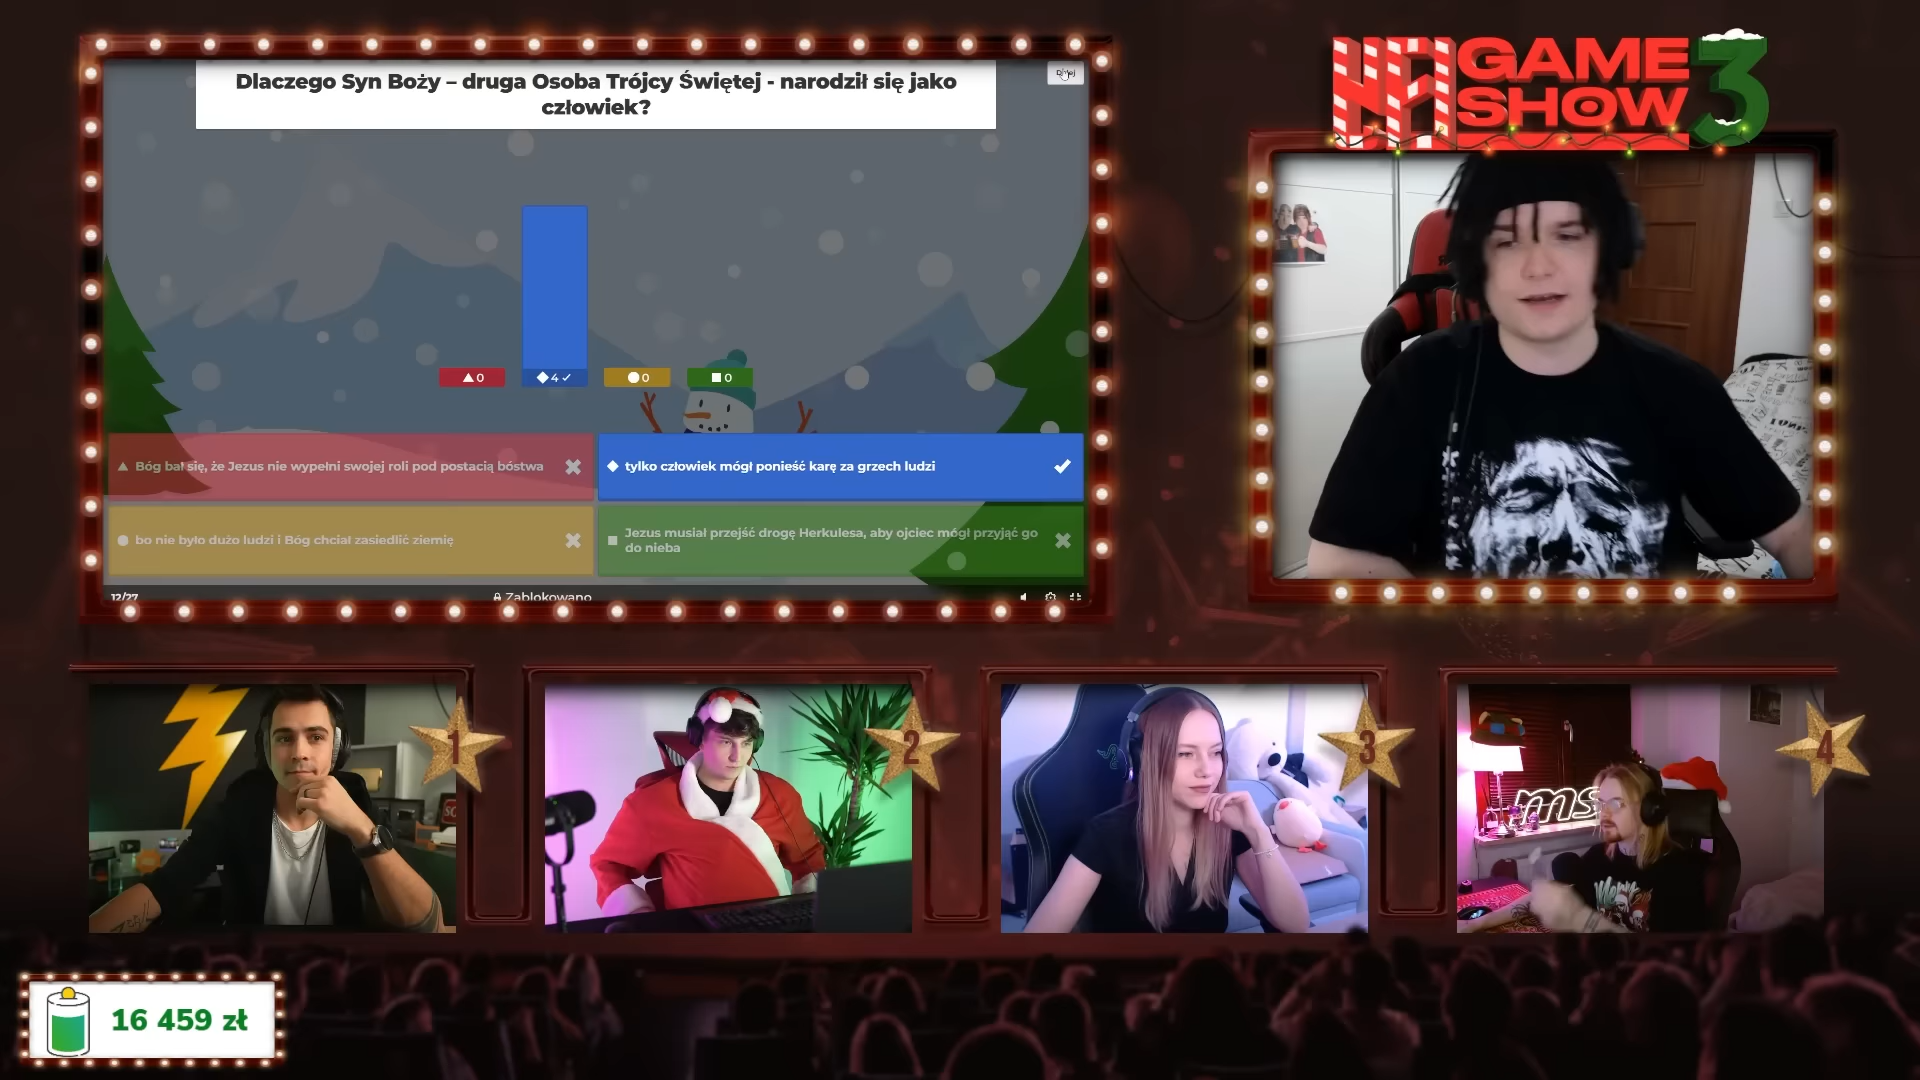 Dlaczego Syn Boży – druga Osoba Trójcy Świętej - narodził się jako
człowiek?
GAME
SHOW
3
0
4
0
0
Bóg bał się, że Jezus nie wypełni swojej roli pod postacią bóstwa
tylko człowiek mógł ponieść karę za grzech ludzi
bo nie było dużo ludzi i Bóg chciał zasiedlić ziemię
Jezus musiał przejść drogę Herkulesa, aby ojciec mógł przyjąć go
do nieba
12/27
Zablokowano
1
2
3
4
16 459 zł